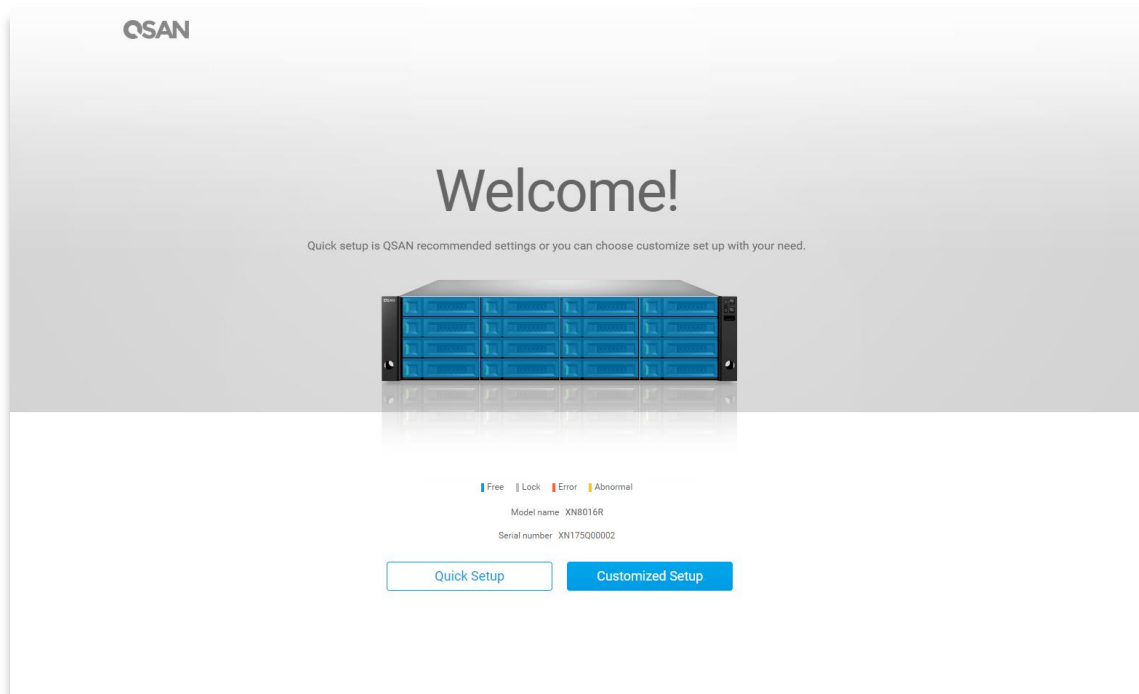 QSAN
Welcome!
Quick setup is QSAN recommended settings or you can choose customize set up with your need.
QSAN
Free Lock Error Abnormal
Model name XN8016R
Serial number XN175Q00002
Quick Setup Customized Setup